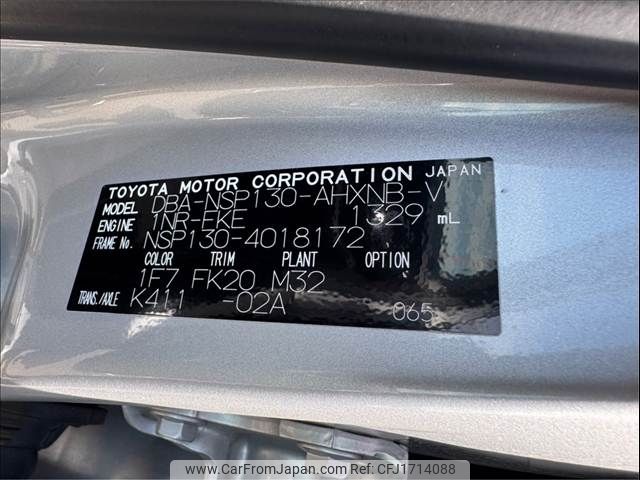 TOYOTA MOTOR CORPORATION JAPAN
MODEL DBA-NSP130-AHXNB-V
ENGINE 1NR-FKE 1329 mL
FRAME No. NSP130-4018172
COLOR TRIM PLANT OPTION
1F7 FK20 M32
TRANS./AXLE K411 -02A
065
www.CarFromJapan.com Ref:CFJ1714088